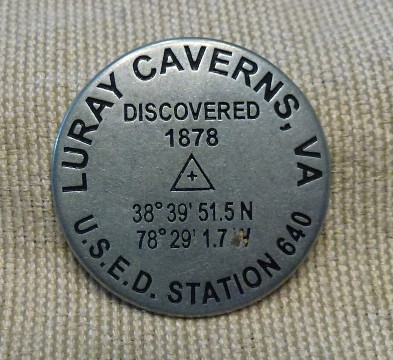 LURAY CAVERNS, VA
DISCOVERED
1878
38° 39' 51.5 N
78° 29' 1.7 W
U.S.E.D. STATION 640